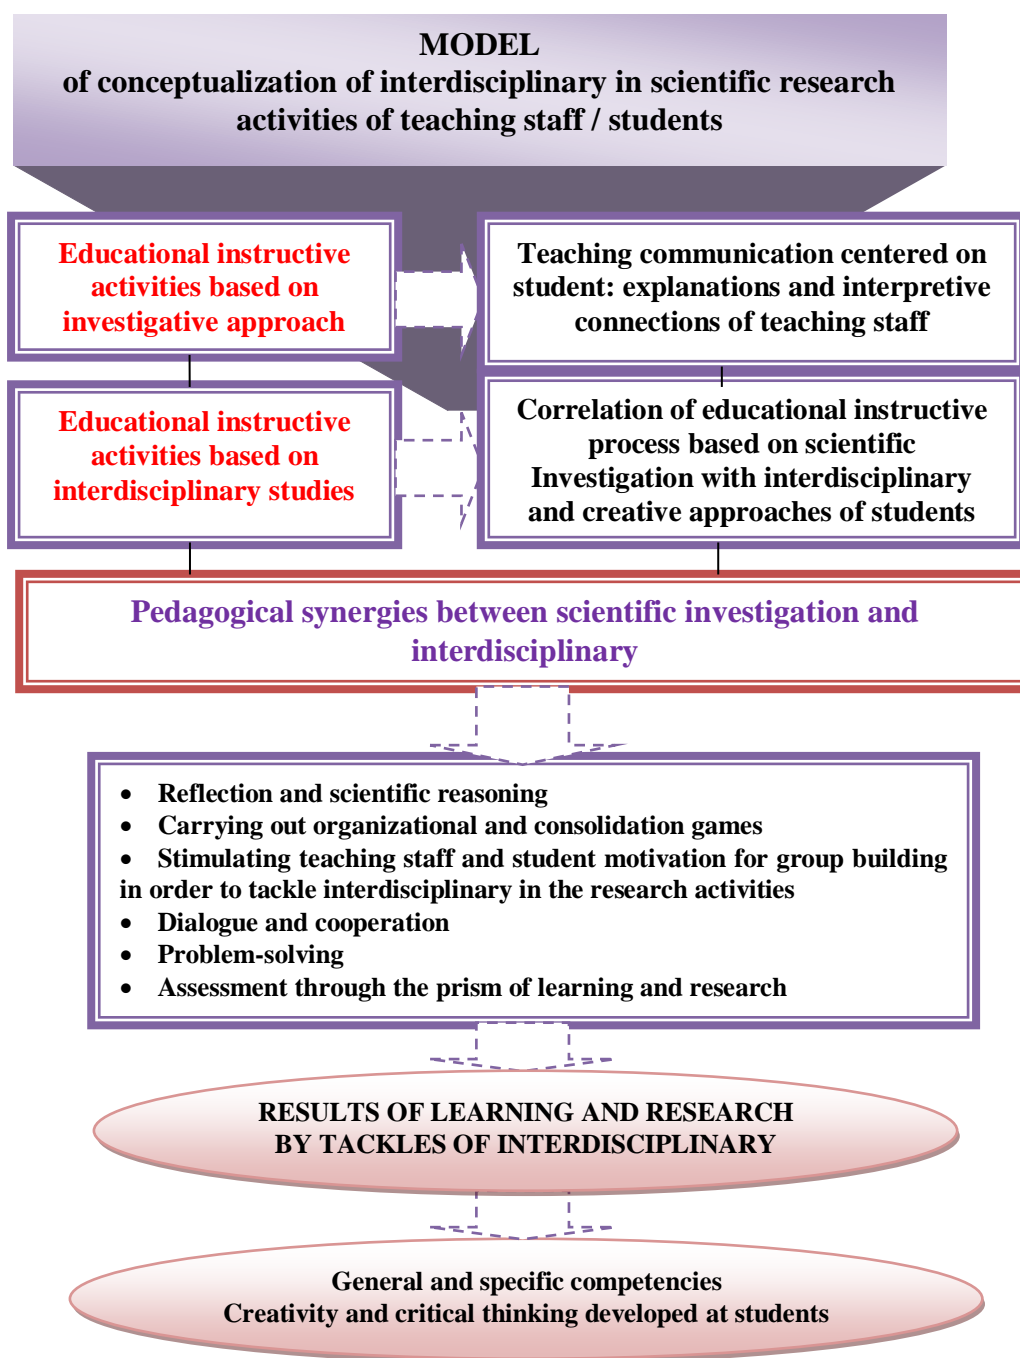 MODEL
of conceptualization of interdisciplinary in scientific research
activities of teaching staff / students
Educational instructive
activities based on
investigative approach
Teaching communication centered on
student: explanations and interpretive
connections of teaching staff
Educational instructive
activities based on
interdisciplinary studies
Correlation of educational instructive
process based on scientific
Investigation with interdisciplinary
and creative approaches of students
Pedagogical synergies between scientific investigation and
interdisciplinary
• Reflection and scientific reasoning
• Carrying out organizational and consolidation games
• Stimulating teaching staff and student motivation for group building
in order to tackle interdisciplinary in the research activities
• Dialogue and cooperation
• Problem-solving
• Assessment through the prism of learning and research
RESULTS OF LEARNING AND RESEARCH
BY TACKLES OF INTERDISCIPLINARY
General and specific competencies
Creativity and critical thinking developed at students